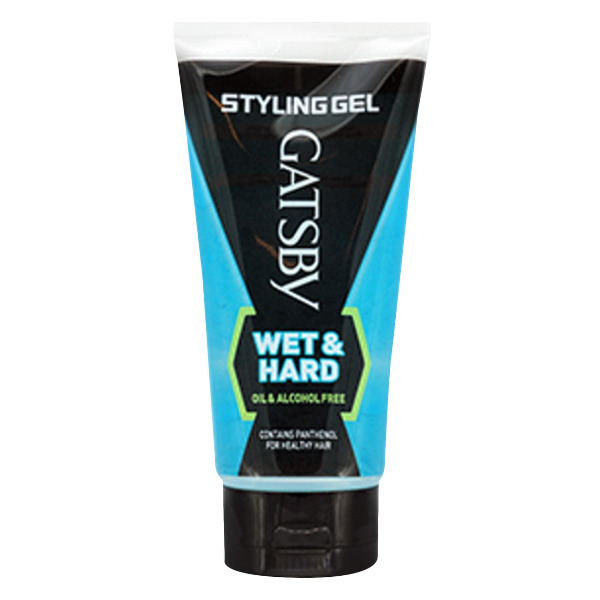 STYLING GEL
GATSBY
WET &
HARD
OIL & ALCOHOL FREE
CONTAINS PANTHENOL
FOR HEALTHY HAIR